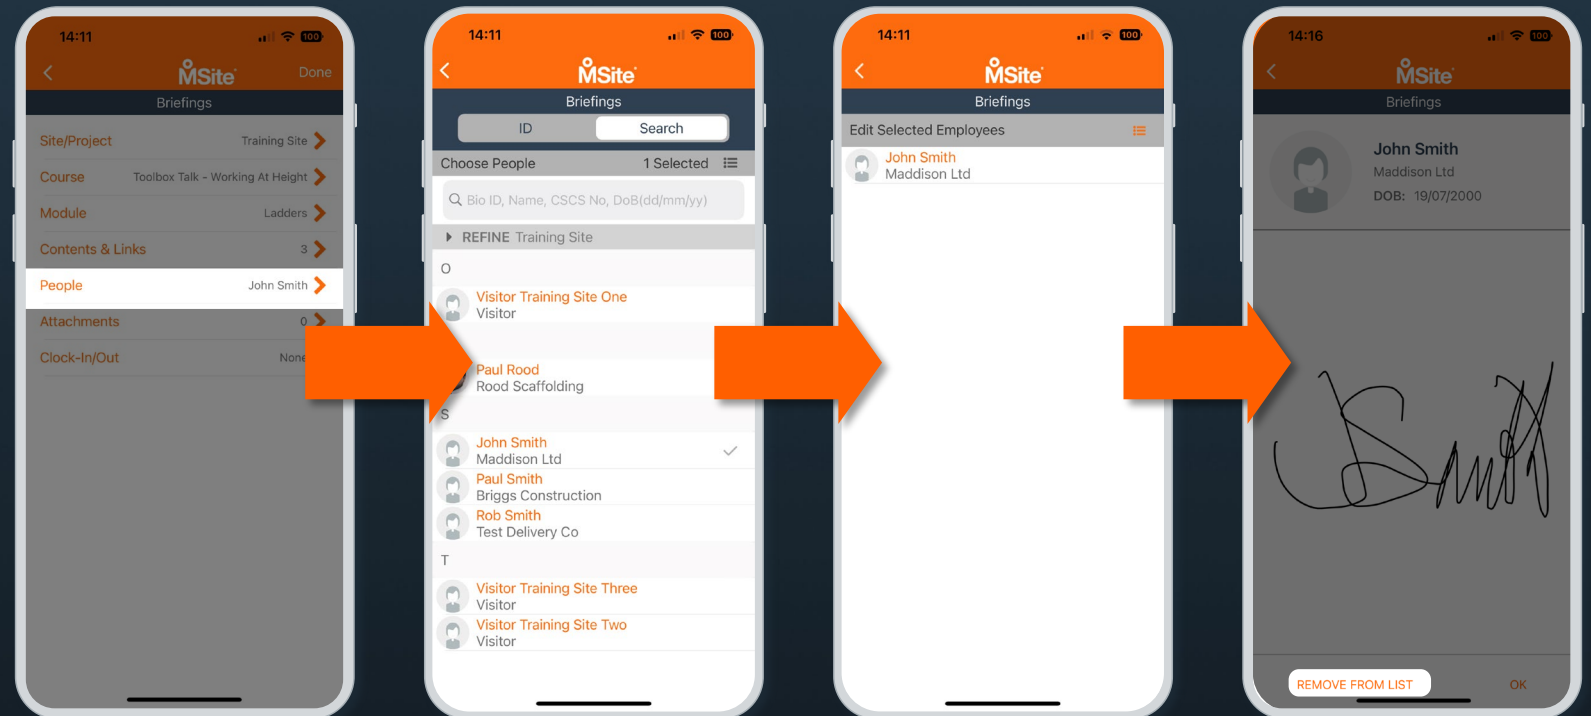 14:11
100
MSite
Done
Briefings
Site/Project Training Site
Course Toolbox Talk - Working At Height
Module Ladders
Contents & Links 3
People John Smith
Attachments 0
Clock-In/Out None
14:11
100
MSite
Briefings
ID Search
Choose People 1 Selected
Bio ID, Name, CSCS No, DoB(dd/mm/yy)
REFINE Training Site
O
Visitor Training Site One
Visitor
Paul Rood
Rood Scaffolding
S
John Smith
Maddison Ltd
Paul Smith
Briggs Construction
Rob Smith
Test Delivery Co
T
Visitor Training Site Three
Visitor
Visitor Training Site Two
Visitor
14:11
100
MSite
Briefings
Edit Selected Employees
John Smith
Maddison Ltd
14:16
100
MSite
Briefings
John Smith
Maddison Ltd
DOB: 19/07/2000
JSmith
REMOVE FROM LIST OK